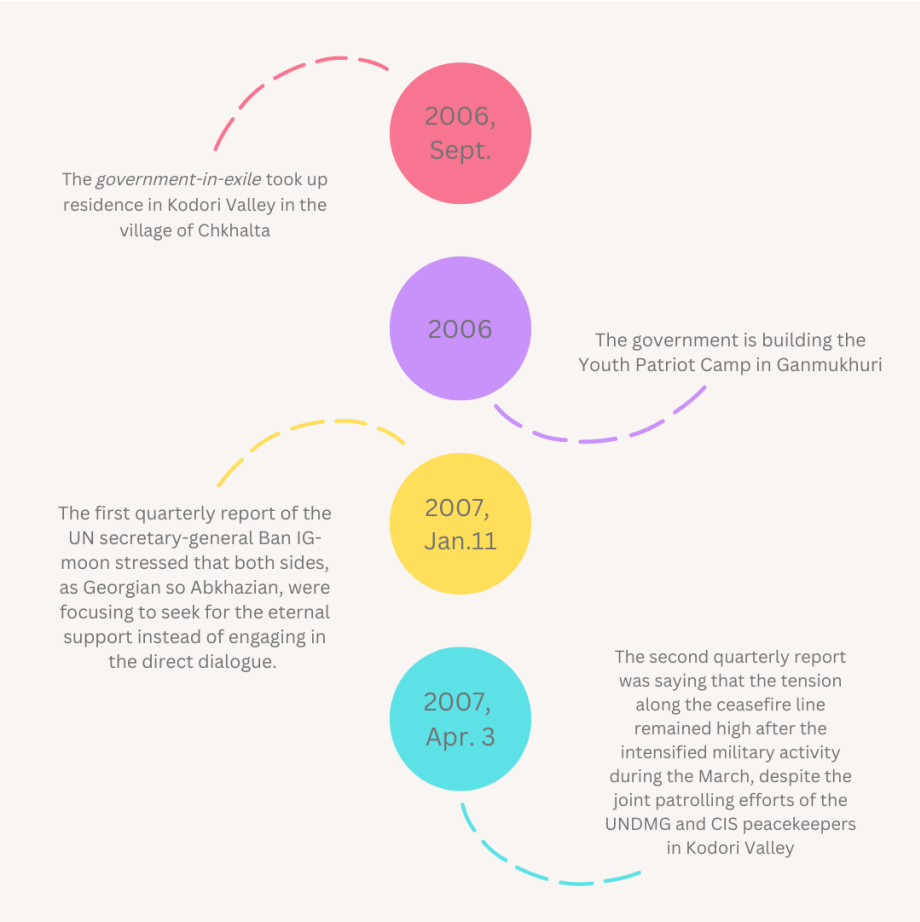 2006,
Sept.
The government-in-exile took up
residence in Kodori Valley in the
village of Chkhalta
2006
The government is building the
Youth Patriot Camp in Ganmukhuri
2007,
Jan.11
The first quarterly report of the
UN secretary-general Ban IG-
moon stressed that both sides,
as Georgian so Abkhazian, were
focusing to seek for the eternal
support instead of engaging in
the direct dialogue.
2007,
Apr. 3
The second quarterly report
was saying that the tension
along the ceasefire line
remained high after the
intensified military activity
during the March, despite the
joint patrolling efforts of the
UNDMG and CIS peacekeepers
in Kodori Valley